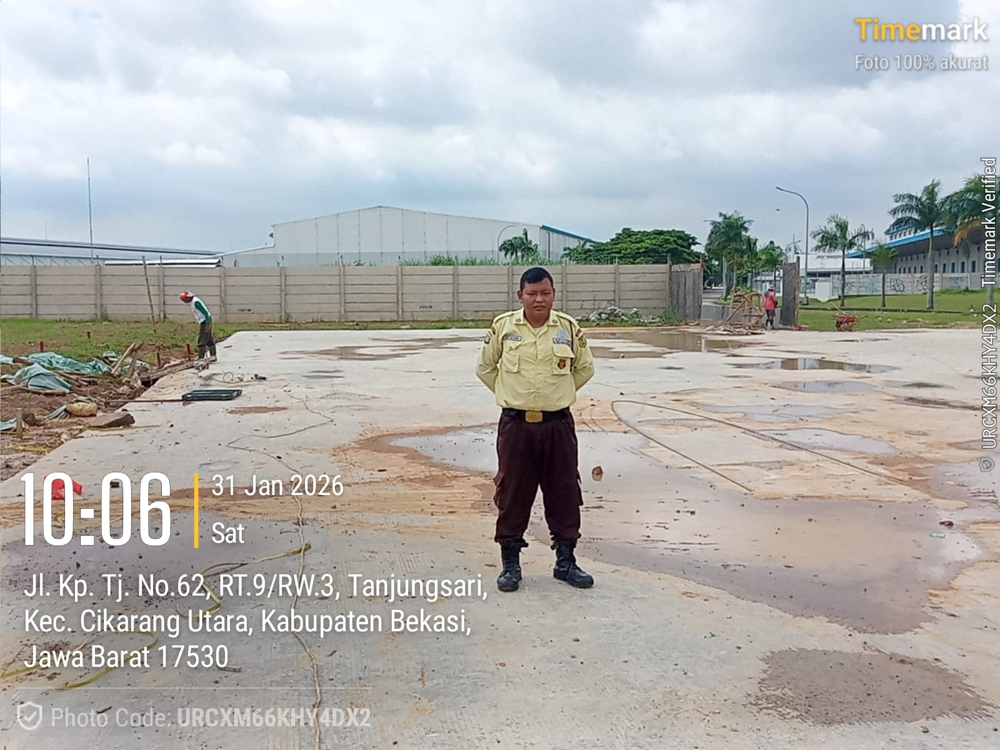 Timemark
Foto 100% akurat
10:06
31 Jan 2026
Sat
Jl. Kp. Tj. No.62, RT.9/RW.3, Tanjungsari,
Kec. Cikarang Utara, Kabupaten Bekasi,
Jawa Barat 17530
Photo Code: URCXM66KHY4DX2
URCXM66KHY4DX2 Timemark Verified